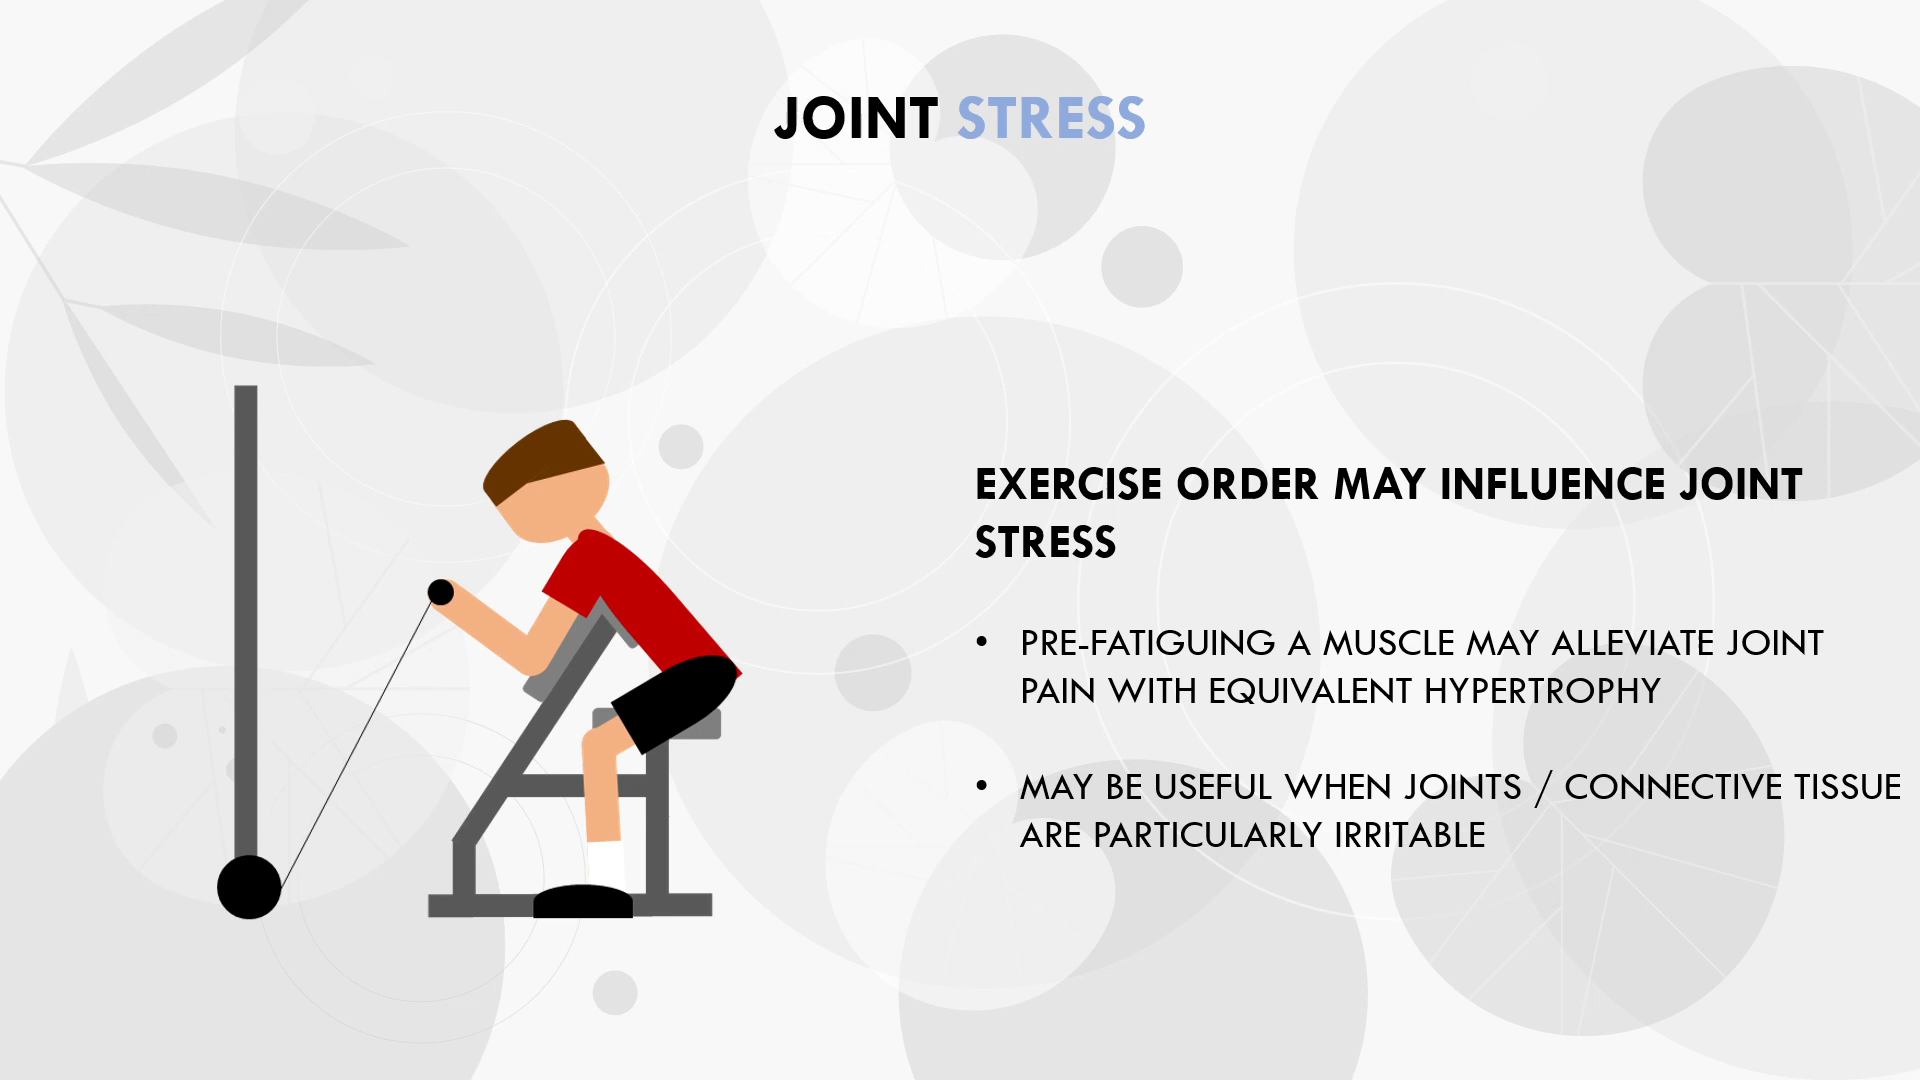 JOINT STRESS
EXERCISE ORDER MAY INFLUENCE JOINT
STRESS
• PRE-FATIGUING A MUSCLE MAY ALLEVIATE JOINT
PAIN WITH EQUIVALENT HYPERTROPHY
• MAY BE USEFUL WHEN JOINTS / CONNECTIVE TISSUE
ARE PARTICULARLY IRRITABLE